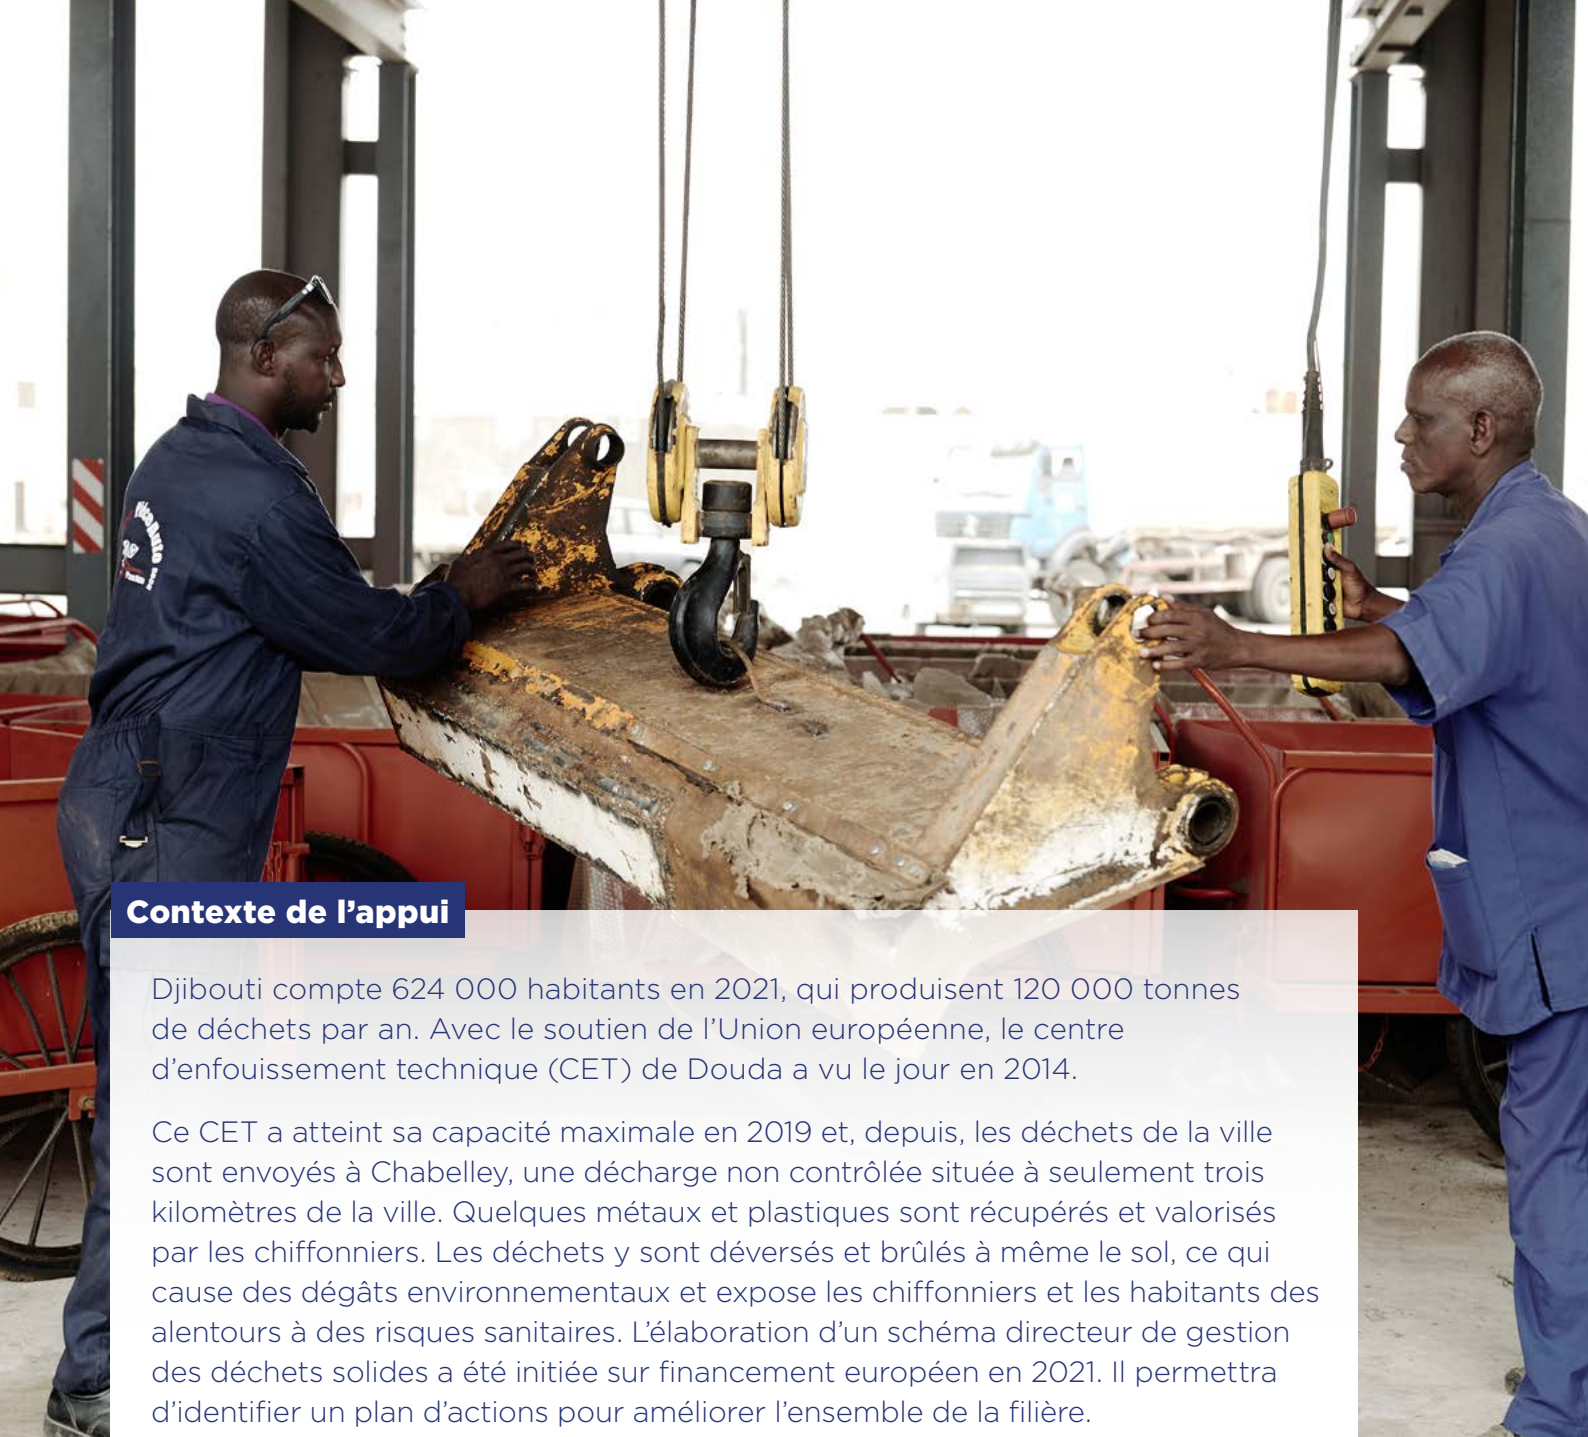 Contexte de l’appui
Djibouti compte 624 000 habitants en 2021, qui produisent 120 000 tonnes
de déchets par an. Avec le soutien de l’Union européenne, le centre
d’enfouissement technique (CET) de Douda a vu le jour en 2014.
Ce CET a atteint sa capacité maximale en 2019 et, depuis, les déchets de la ville
sont envoyés à Chabelley, une décharge non contrôlée située à seulement trois
kilomètres de la ville. Quelques métaux et plastiques sont récupérés et valorisés
par les chiffonniers. Les déchets y sont déversés et brûlés à même le sol, ce qui
cause des dégâts environnementaux et expose les chiffonniers et les habitants des
alentours à des risques sanitaires. L’élaboration d’un schéma directeur de gestion
des déchets solides a été initiée sur financement européen en 2021. Il permettra
d’identifier un plan d’actions pour améliorer l’ensemble de la filière.